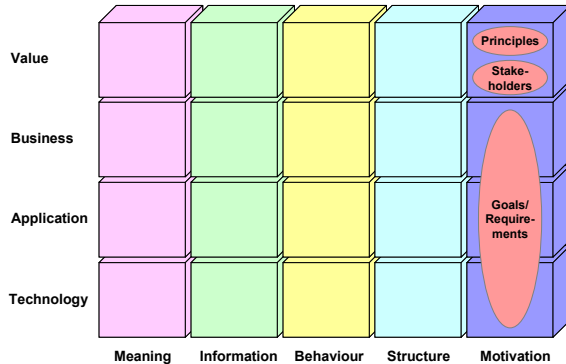 Value
Principles
Stake-
holders
Business
Application
Goals/
Require-
ments
Technology
Meaning Information Behaviour Structure Motivation